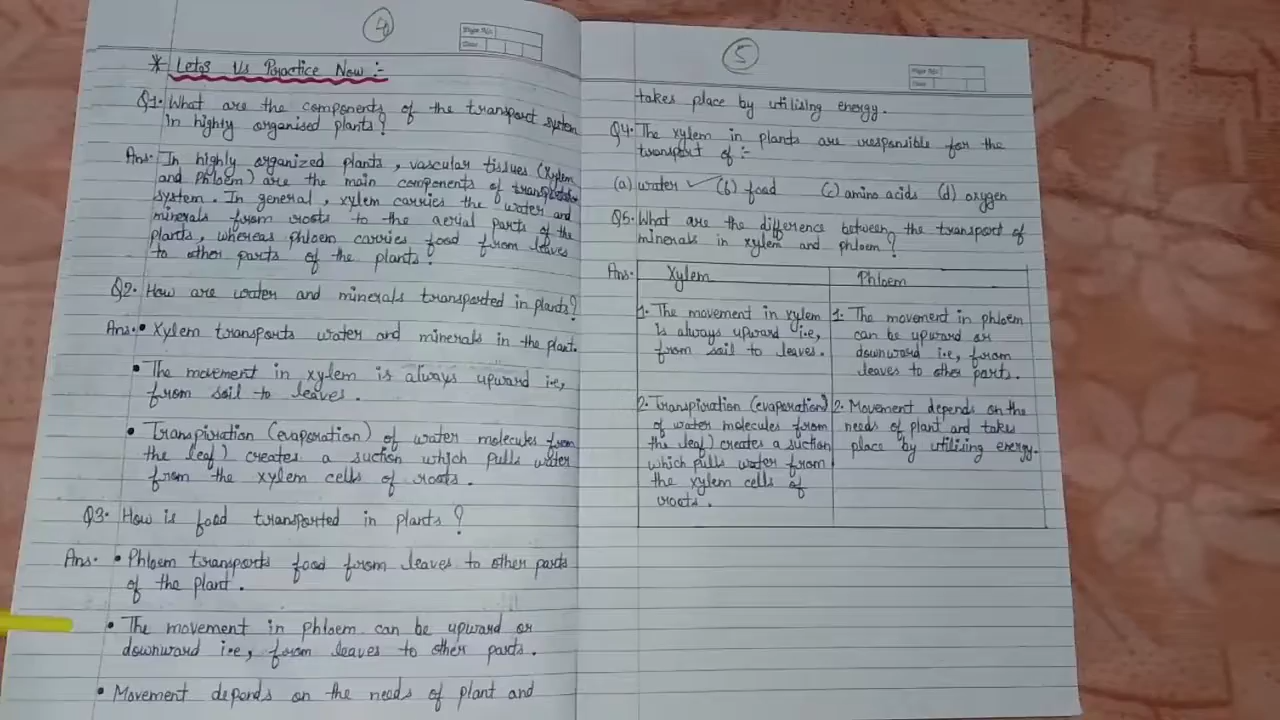 4
Page No.
Date
* Let3 Us Practice Now :-
Q1. What are the components of the transport system
in highly organised plants?
Ans. In highly organized plants, vascular tissues (Xylem
and Phloem) are the main components of
system. In general, xylem carries the water and
minerals from roots to the aerial parts of the
plants, whereas phloem carries food from leaves
to other parts of the plants.
Q2. How are water and minerals transported in plants?
Ans. • Xylem transports water and minerals in the plant.
• The movement in xylem is always upward i.e,
from soil to leaves.
• Transpiration (evaporation) of water molecules from
the leaf) creates a suction which pulls water
from the xylem cells of roots.
Q3. How is food transported in plants?
Ans. • Phloem transports food from leaves to other parts
of the plant.
• The movement in Phloem can be upward or
downward i.e, from leaves to other parts.
• Movement depends on the needs of plant and
5
Page No.
Date
takes place by utilising energy.
Q4. The xylem in plants are responsible for the
transport of :-
(a) water ✓ (b) food (c) amino acids (d) oxygen
Q5. What are the difference between the transport of
minerals in xylem and phloem?
Ans. Xylem Phloem
1. The movement in xylem
is always upward i.e,
from soil to leaves.
1. The movement in phloem
can be upward or
downward i.e, from
leaves to other parts.
2. Transpiration (evaporation)
of water molecules from
the leaf) creates a suction
which pulls water from
the xylem cells of
roots.
2. Movement depends on the
needs of plant and takes
place by utilising energy.